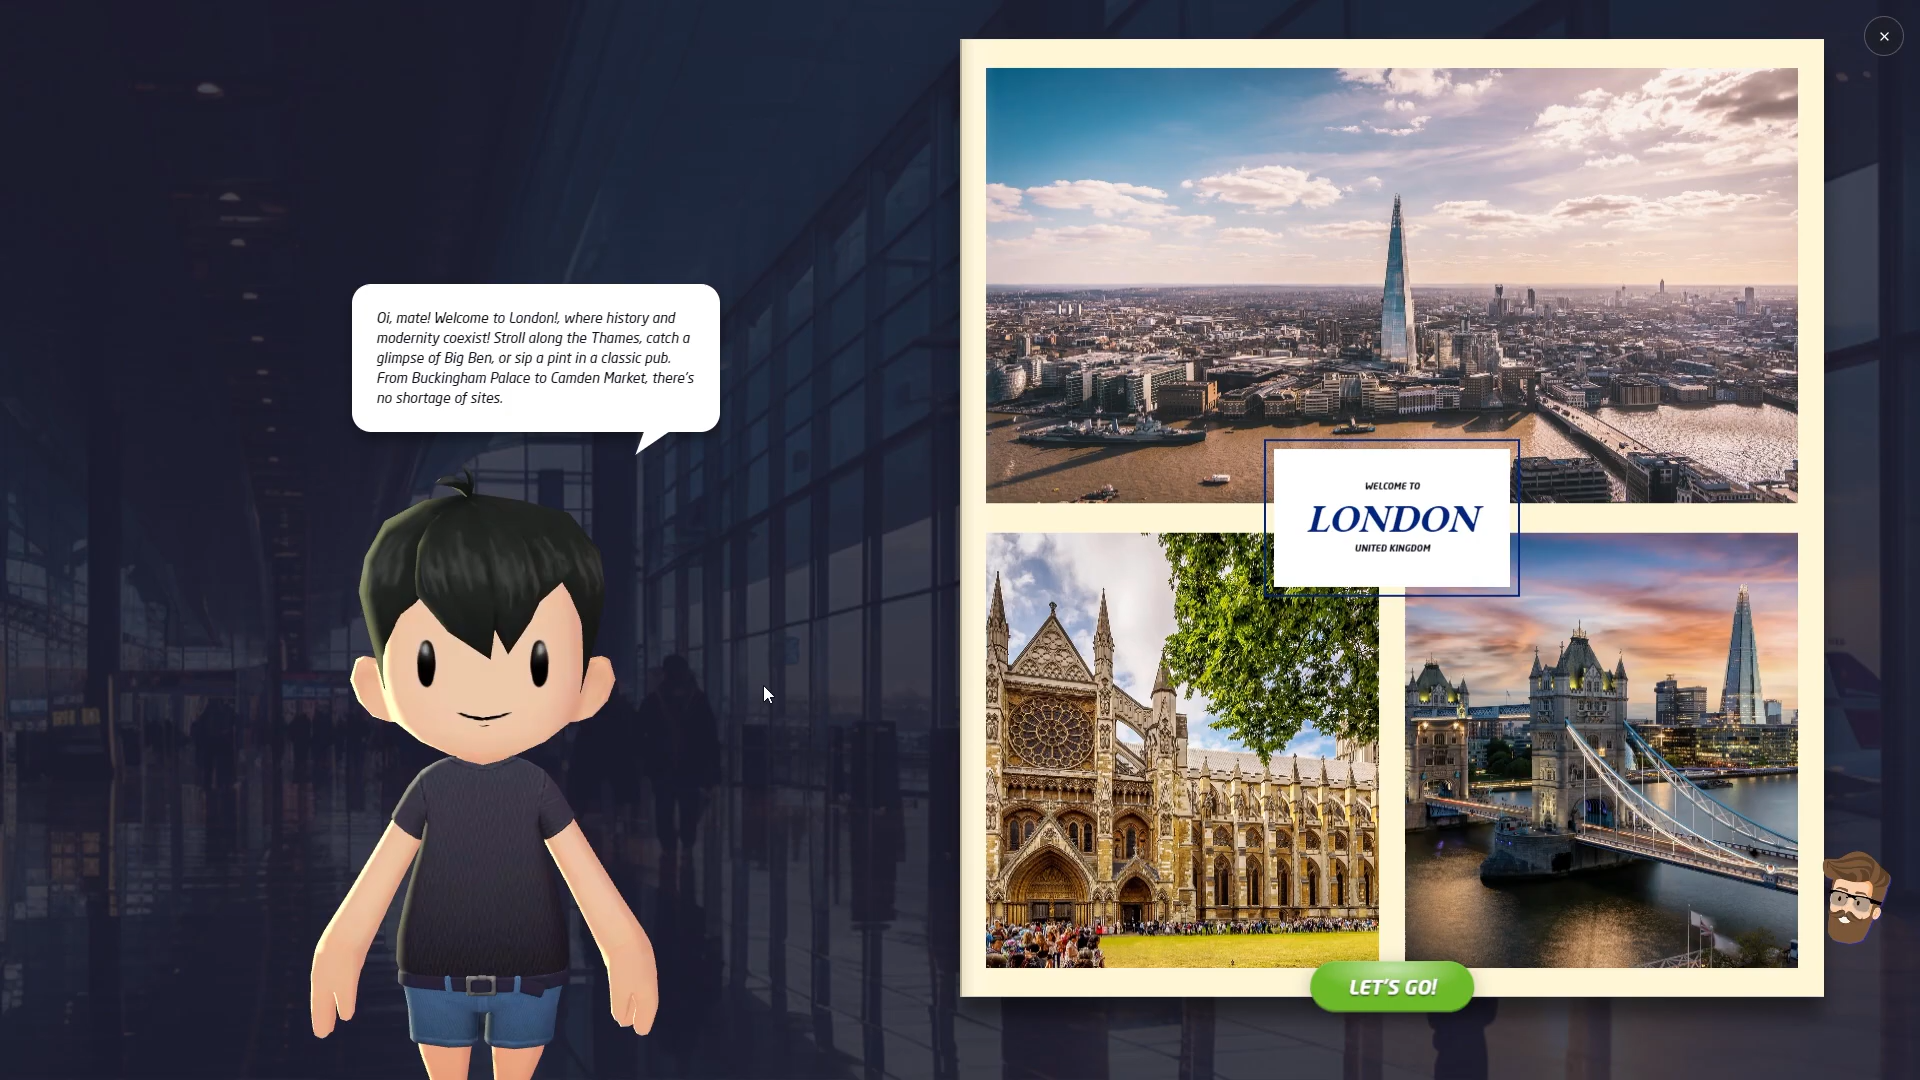 Oi, mate! Welcome to London!, where history and
modernity coexist! Stroll along the Thames, catch a
glimpse of Big Ben, or sip a pint in a classic pub.
From Buckingham Palace to Camden Market, there's
no shortage of sites.
WELCOME TO
LONDON
UNITED KINGDOM
LET'S GO!